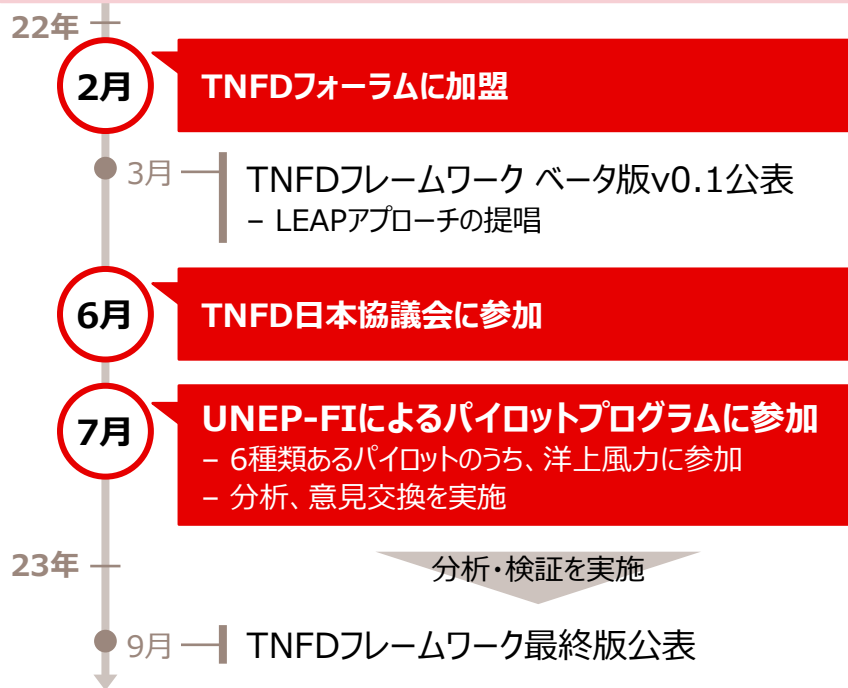 22年
2月
TNFDフォーラムに加盟
3月
TNFDフレームワーク ベータ版v0.1公表
– LEAPアプローチの提唱
6月
TNFD日本協議会に参加
7月
UNEP-FIによるパイロットプログラムに参加
– 6種類あるパイロットのうち、洋上風力に参加
– 分析、意見交換を実施
23年
分析・検証を実施
9月
TNFDフレームワーク最終版公表